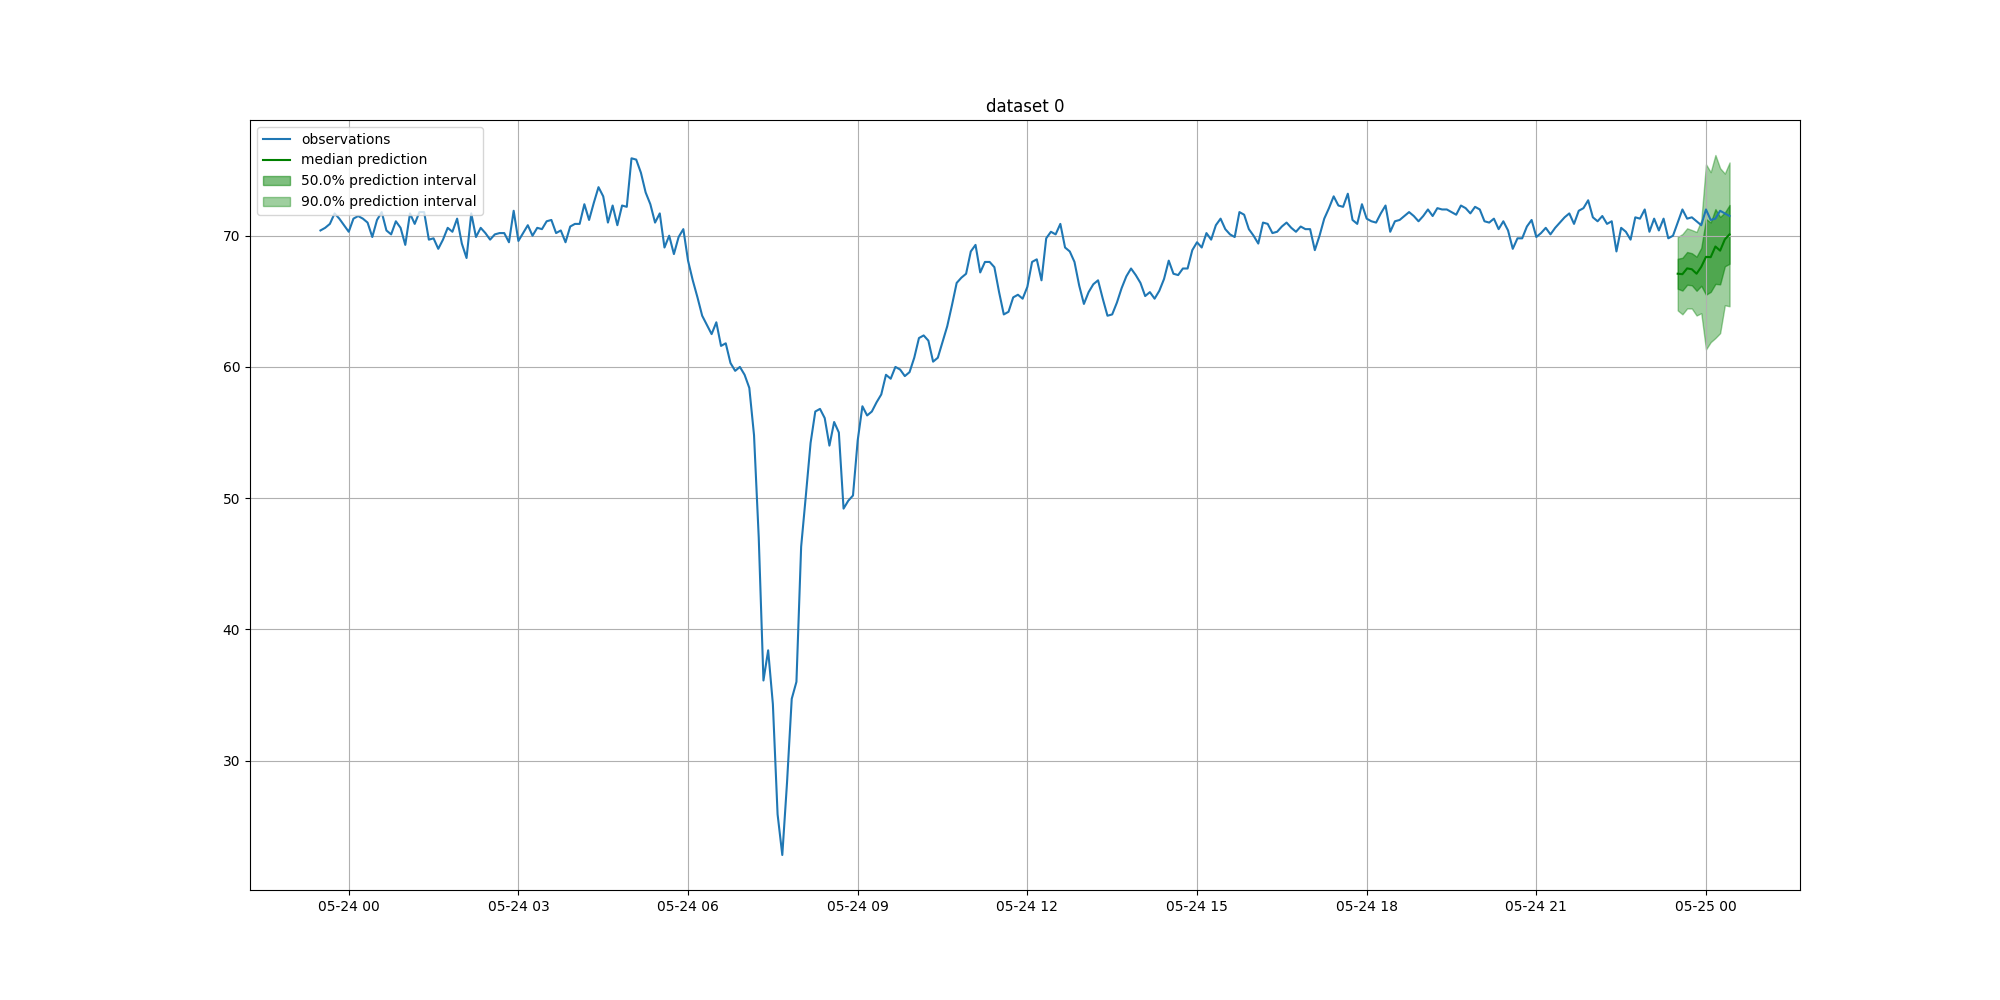 dataset 0
observations
median prediction
50.0% prediction interval
90.0% prediction interval
70
60
50
40
30
05-24 00
05-24 03
05-24 06
05-24 09
05-24 12
05-24 15
05-24 18
05-24 21
05-25 00